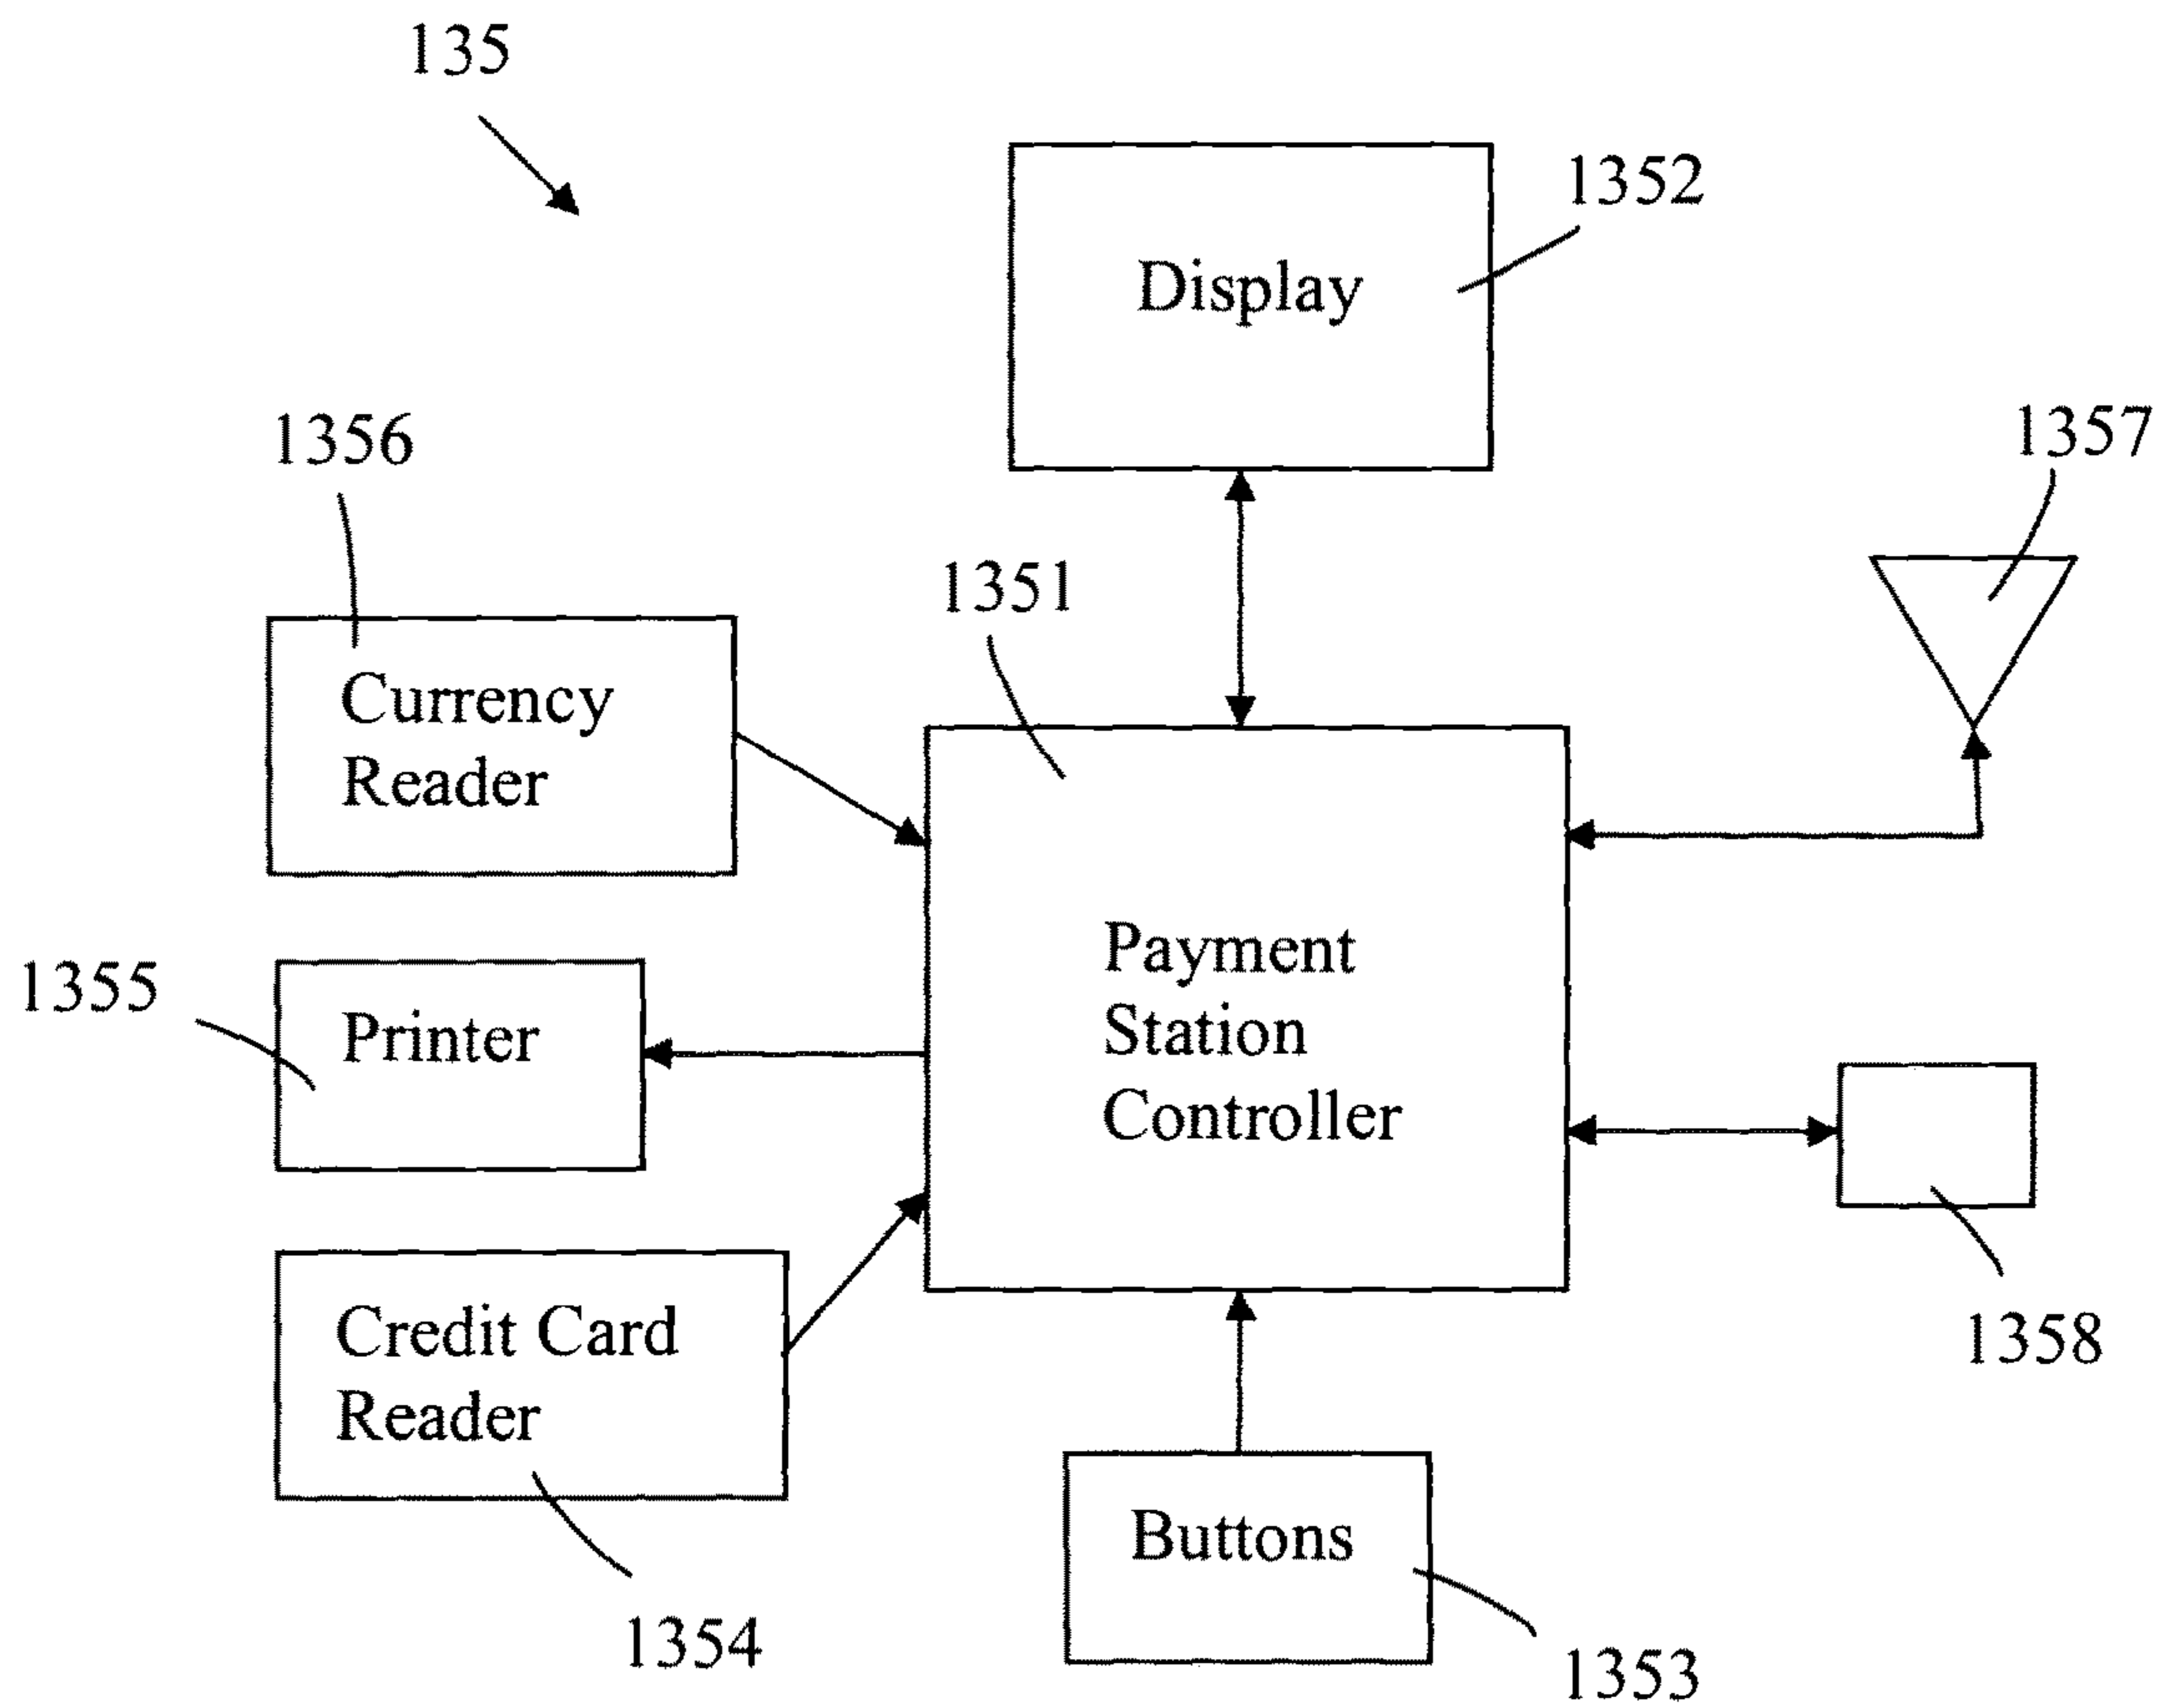 135
1352
Display
1356
1357
1351
Currency
Reader
Payment
Station
Controller
1355
Printer
Credit Card
Reader
1358
Buttons
1354
1353